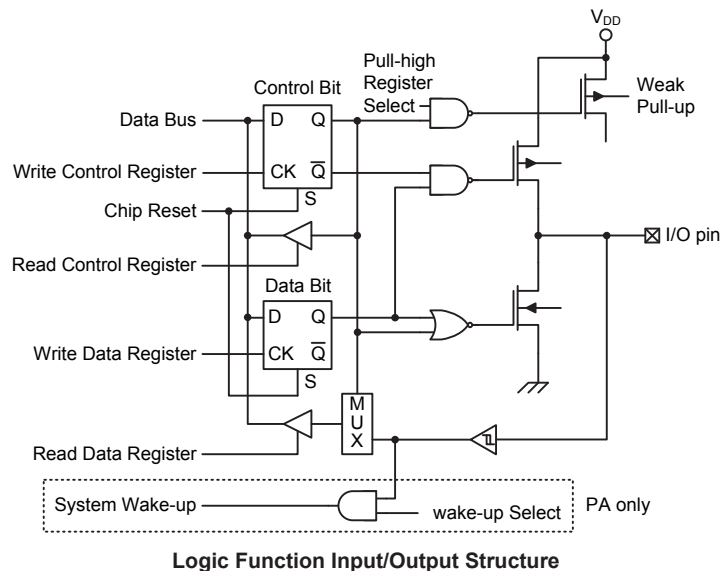 V_DD
Pull-high
Register
Select
Weak
Pull-up
Control Bit
Data Bus
D
Q
Write Control Register
CK
Q̅
Chip Reset
S
I/O pin
Read Control Register
Data Bit
D
Q
Write Data Register
CK
Q̅
S
M
U
X
Read Data Register
System Wake-up
wake-up Select
PA only
Logic Function Input/Output Structure